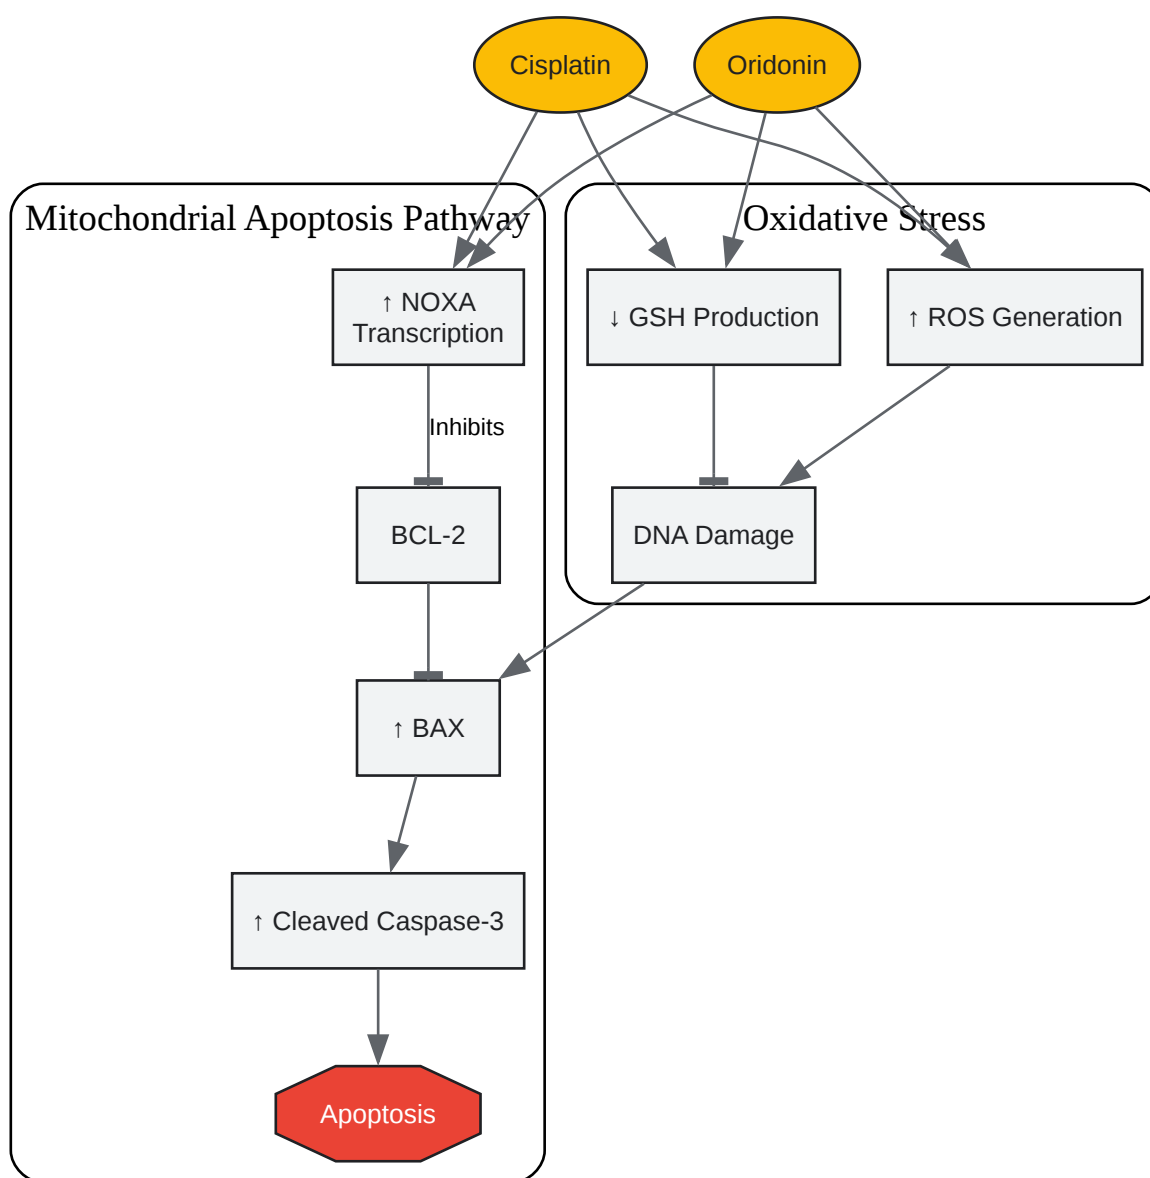 Cisplatin
Oridonin
Mitochondrial Apoptosis Pathway
Oxidative Stress
↑ NOXA
Transcription
↓ GSH Production
↑ ROS Generation
Inhibits
BCL-2
DNA Damage
↑ BAX
↑ Cleaved Caspase-3
Apoptosis